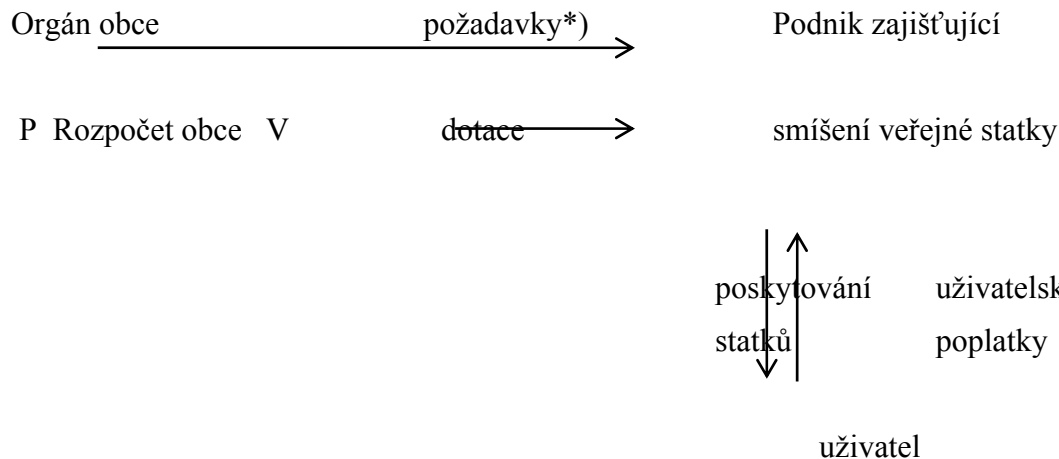 Orgán obce požadavky*) Podnik zajišťující
P Rozpočet obce V dotace smíšení veřejné statky
poskytování uživatelsk
statků poplatky
uživatel